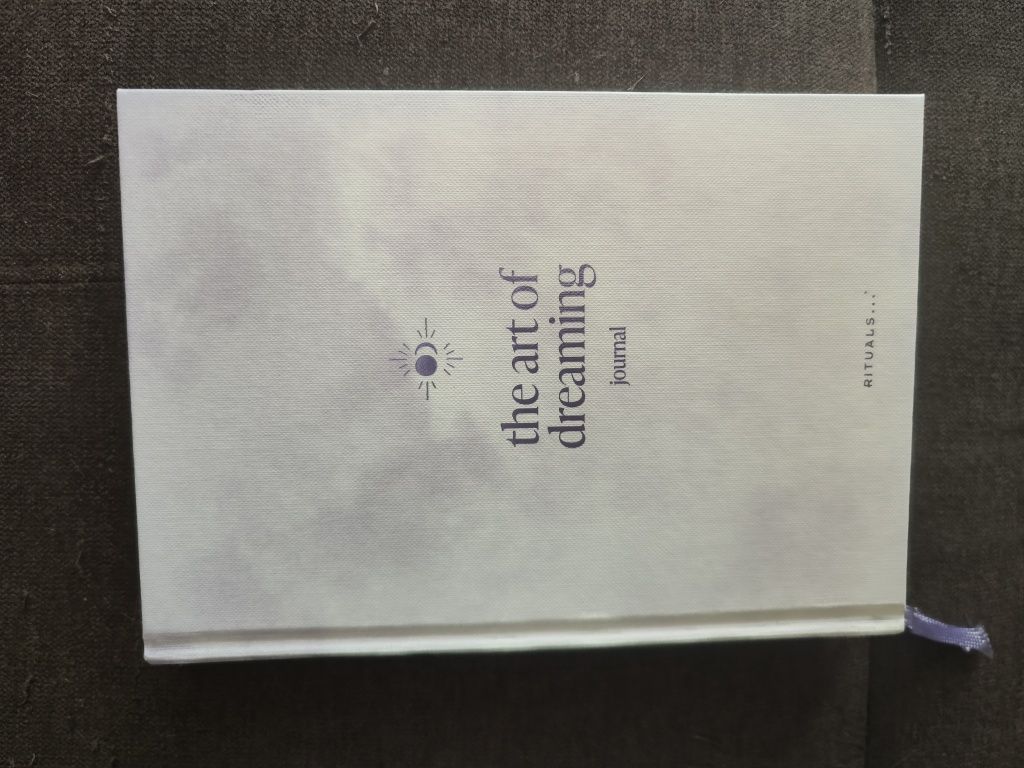 the art of
dreaming
journal
RITUALS...